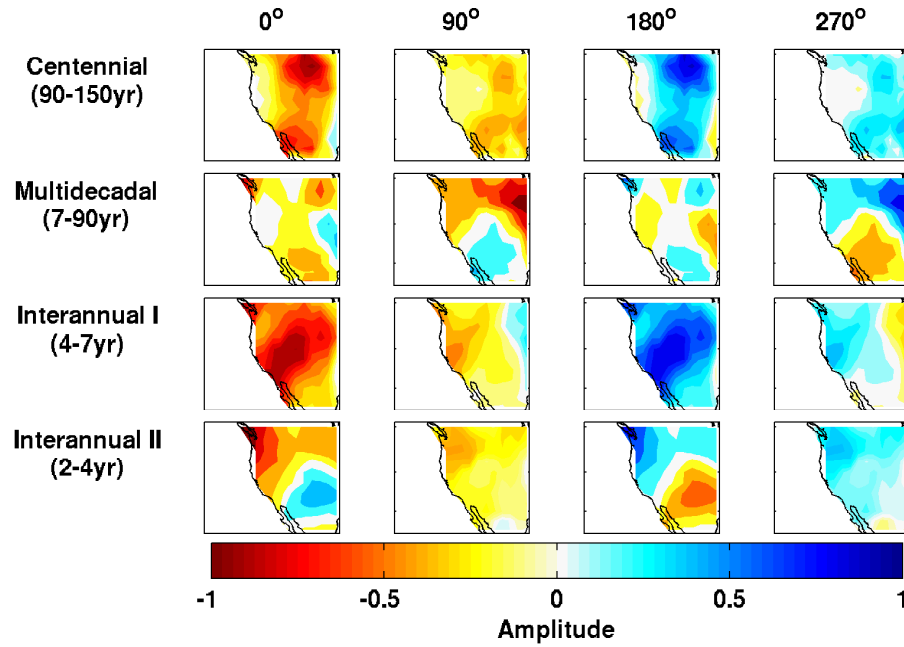 0° 90° 180° 270°
Centennial
(90-150yr)
Multidecadal
(7-90yr)
Interannual I
(4-7yr)
Interannual II
(2-4yr)
-1 -0.5 0 0.5 1
Amplitude